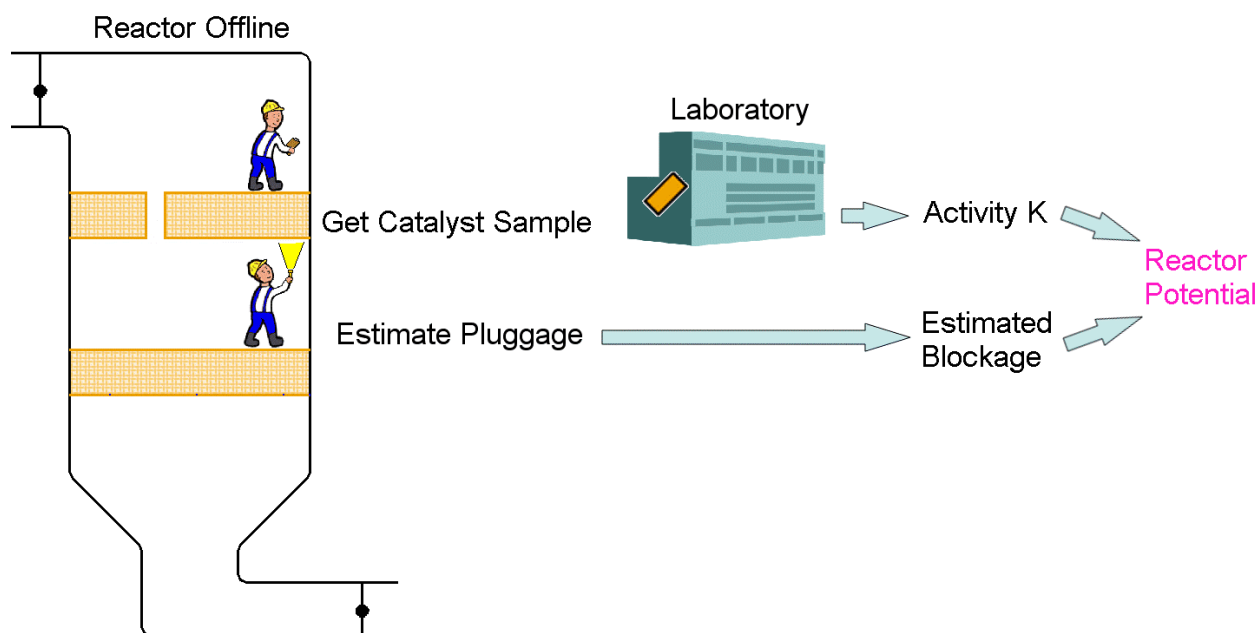 Reactor Offline
Laboratory
Get Catalyst Sample
Activity K
Reactor
Potential
Estimate Pluggage
Estimated
Blockage